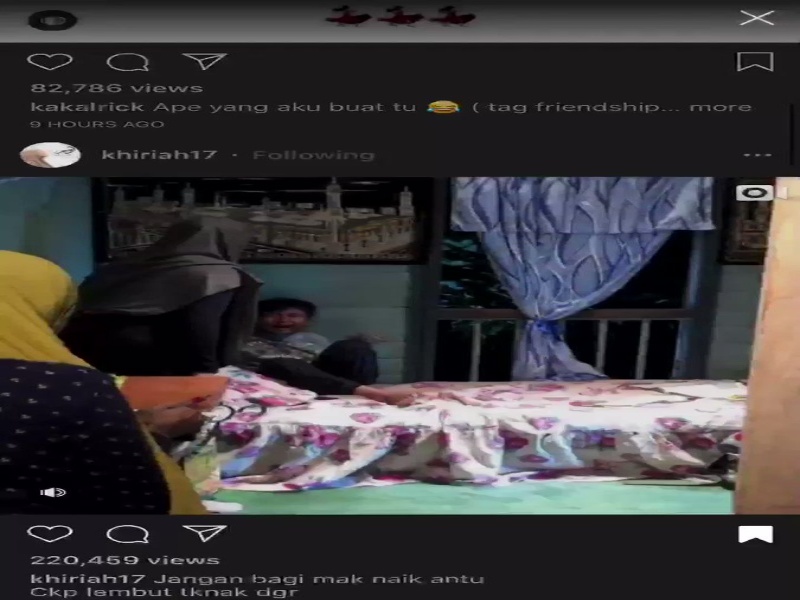 82,786 views
kakalrick Ape yang aku buat tu 😂 ( tag friendship... more
9 HOURS AGO
khiriah17 · Following
220,459 views
khiriah17 Jangan bagi mak naik antu
Ckp lembut tknak dgr